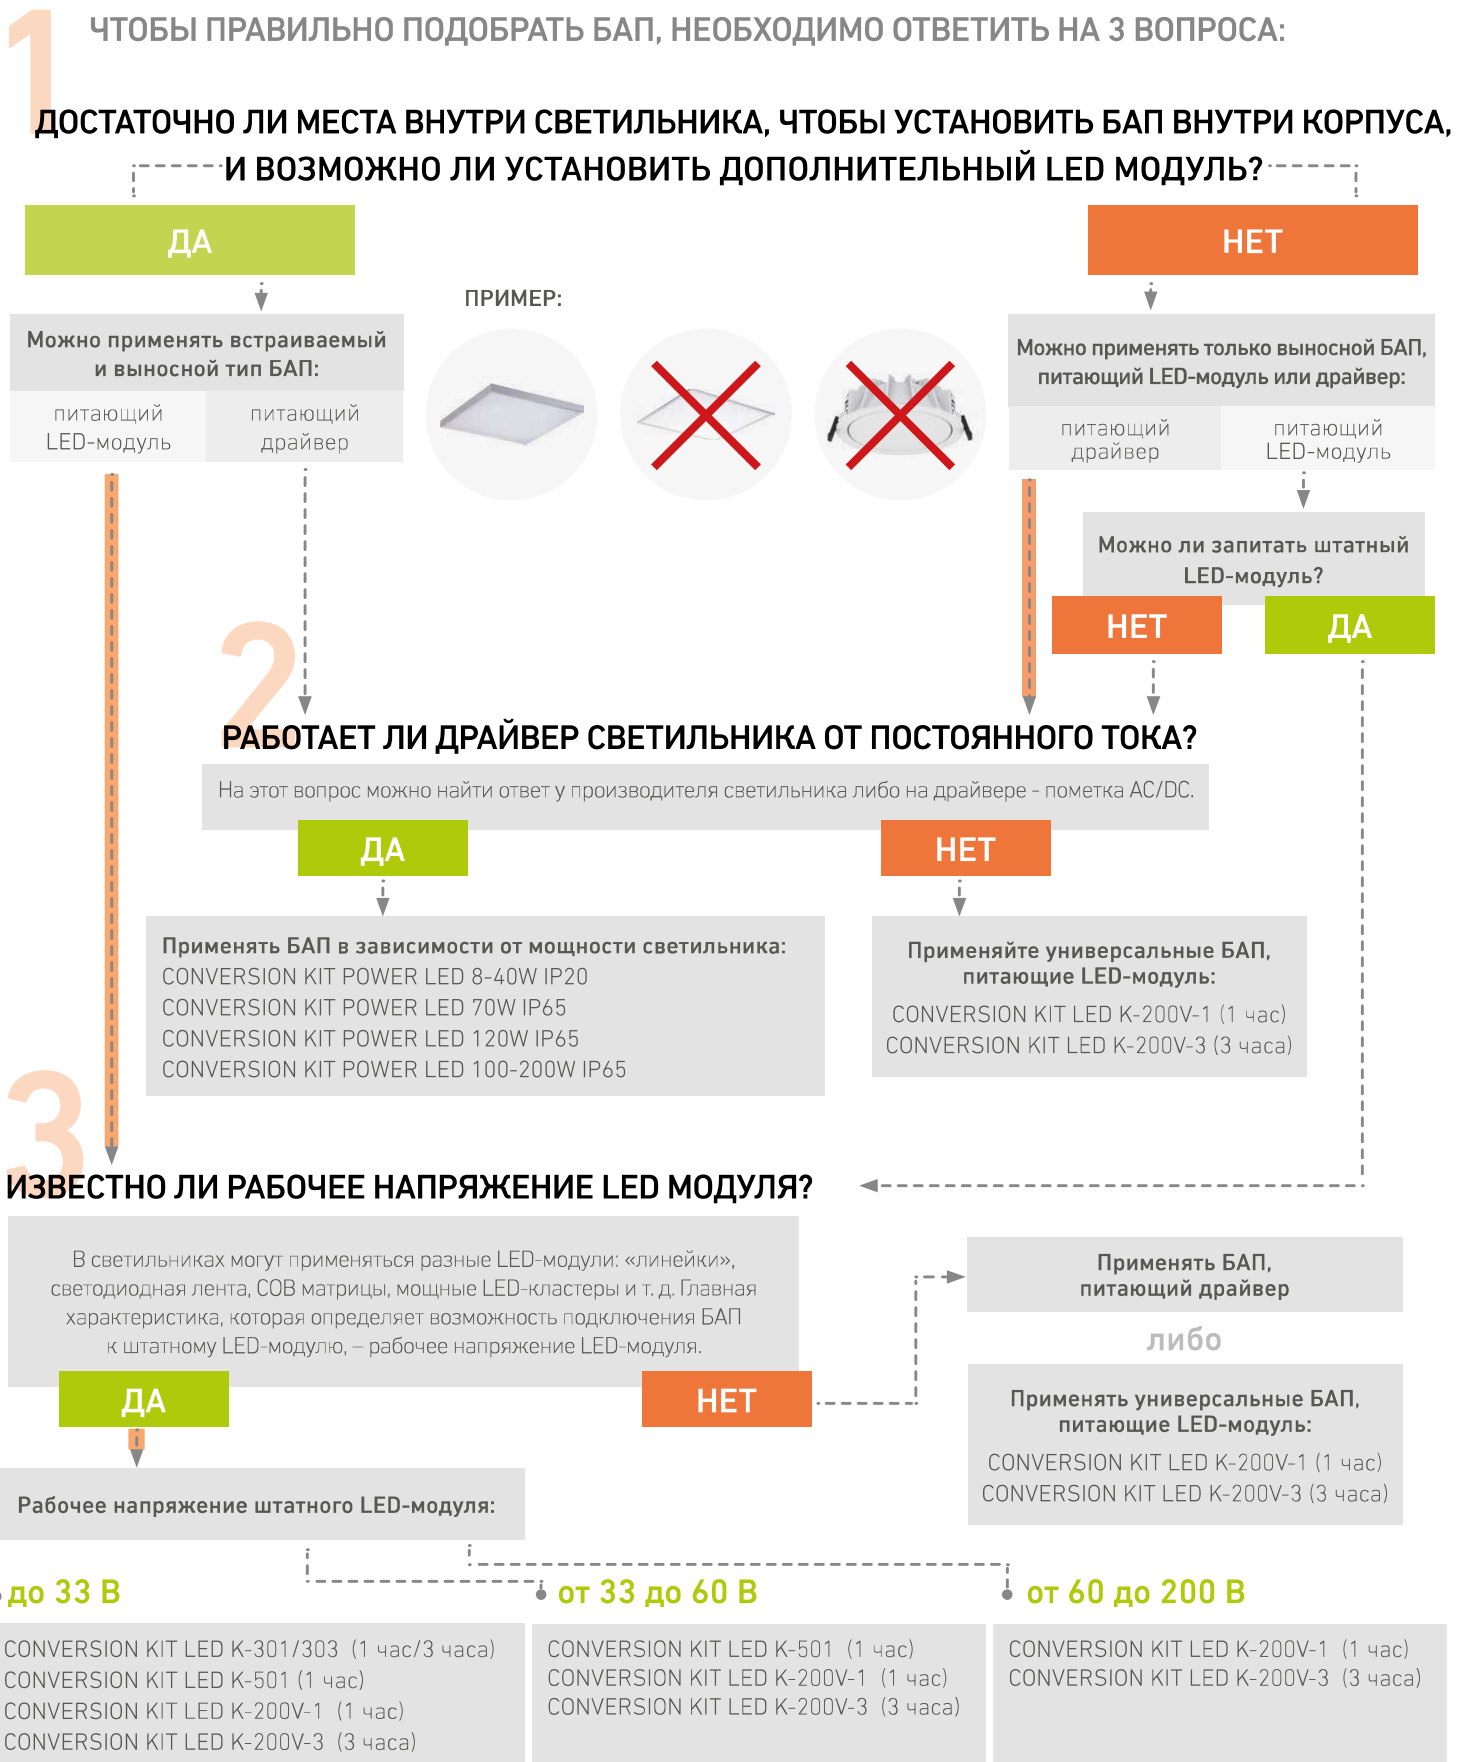 1
ЧТОБЫ ПРАВИЛЬНО ПОДОБРАТЬ БАП, НЕОБХОДИМО ОТВЕТИТЬ НА 3 ВОПРОСА:
ДОСТАТОЧНО ЛИ МЕСТА ВНУТРИ СВЕТИЛЬНИКА, ЧТОБЫ УСТАНОВИТЬ БАП ВНУТРИ КОРПУСА,
И ВОЗМОЖНО ЛИ УСТАНОВИТЬ ДОПОЛНИТЕЛЬНЫЙ LED МОДУЛЬ?
ДА
НЕТ
Можно применять встраиваемый
и выносной тип БАП:
питающий
LED-модуль
питающий
драйвер
ПРИМЕР:
Можно применять только выносной БАП,
питающий LED-модуль или драйвер:
питающий
драйвер
питающий
LED-модуль
Можно ли запитать штатный
LED-модуль?
НЕТ
ДА
2
РАБОТАЕТ ЛИ ДРАЙВЕР СВЕТИЛЬНИКА ОТ ПОСТОЯННОГО ТОКА?
На этот вопрос можно найти ответ у производителя светильника либо на драйвере - пометка AC/DC.
ДА
НЕТ
Применять БАП в зависимости от мощности светильника:
CONVERSION KIT POWER LED 8-40W IP20
CONVERSION KIT POWER LED 70W IP65
CONVERSION KIT POWER LED 120W IP65
CONVERSION KIT POWER LED 100-200W IP65
Применяйте универсальные БАП,
питающие LED-модуль:
CONVERSION KIT LED K-200V-1 (1 час)
CONVERSION KIT LED K-200V-3 (3 часа)
3
ИЗВЕСТНО ЛИ РАБОЧЕЕ НАПРЯЖЕНИЕ LED МОДУЛЯ?
В светильниках могут применяться разные LED-модули: «линейки»,
светодиодная лента, COB матрицы, мощные LED-кластеры и т. д. Главная
характеристика, которая определяет возможность подключения БАП
к штатному LED-модулю, – рабочее напряжение LED-модуля.
ДА
НЕТ
Применять БАП,
питающий драйвер
либо
Применять универсальные БАП,
питающие LED-модуль:
CONVERSION KIT LED K-200V-1 (1 час)
CONVERSION KIT LED K-200V-3 (3 часа)
Рабочее напряжение штатного LED-модуля:
до 33 В
CONVERSION KIT LED K-301/303 (1 час/3 часа)
CONVERSION KIT LED K-501 (1 час)
CONVERSION KIT LED K-200V-1 (1 час)
CONVERSION KIT LED K-200V-3 (3 часа)
от 33 до 60 В
CONVERSION KIT LED K-501 (1 час)
CONVERSION KIT LED K-200V-1 (1 час)
CONVERSION KIT LED K-200V-3 (3 часа)
от 60 до 200 В
CONVERSION KIT LED K-200V-1 (1 час)
CONVERSION KIT LED K-200V-3 (3 часа)